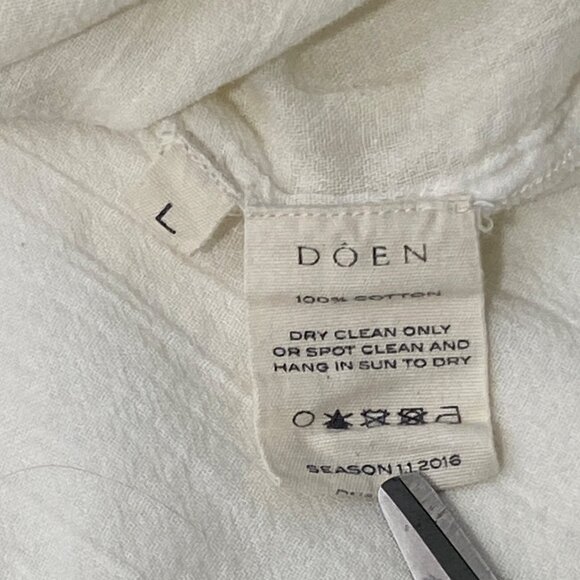 L
DÔEN
100% COTTON
DRY CLEAN ONLY
OR SPOT CLEAN AND
HANG IN SUN TO DRY
SEASON 1.1 2016